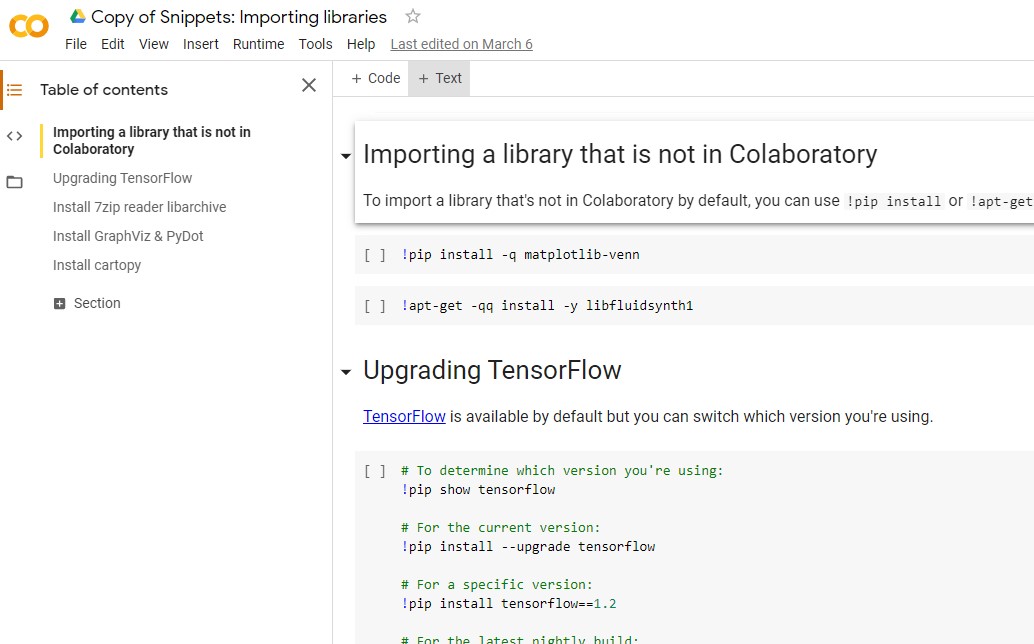 Copy of Snippets: Importing libraries
File Edit View Insert Runtime Tools Help Last edited on March 6
Table of contents
Importing a library that is not in
Colaboratory
Upgrading TensorFlow
Install 7zip reader libarchive
Install GraphViz & PyDot
Install cartopy
Section
+ Code + Text
Importing a library that is not in Colaboratory
To import a library that's not in Colaboratory by default, you can use !pip install or !apt-get
[ ] !pip install -q matplotlib-venn
[ ] !apt-get -qq install -y libfluidsynth1
Upgrading TensorFlow
TensorFlow is available by default but you can switch which version you're using.
[ ] # To determine which version you're using:
!pip show tensorflow
# For the current version:
!pip install --upgrade tensorflow
# For a specific version:
!pip install tensorflow==1.2
# For the latest nightly build: